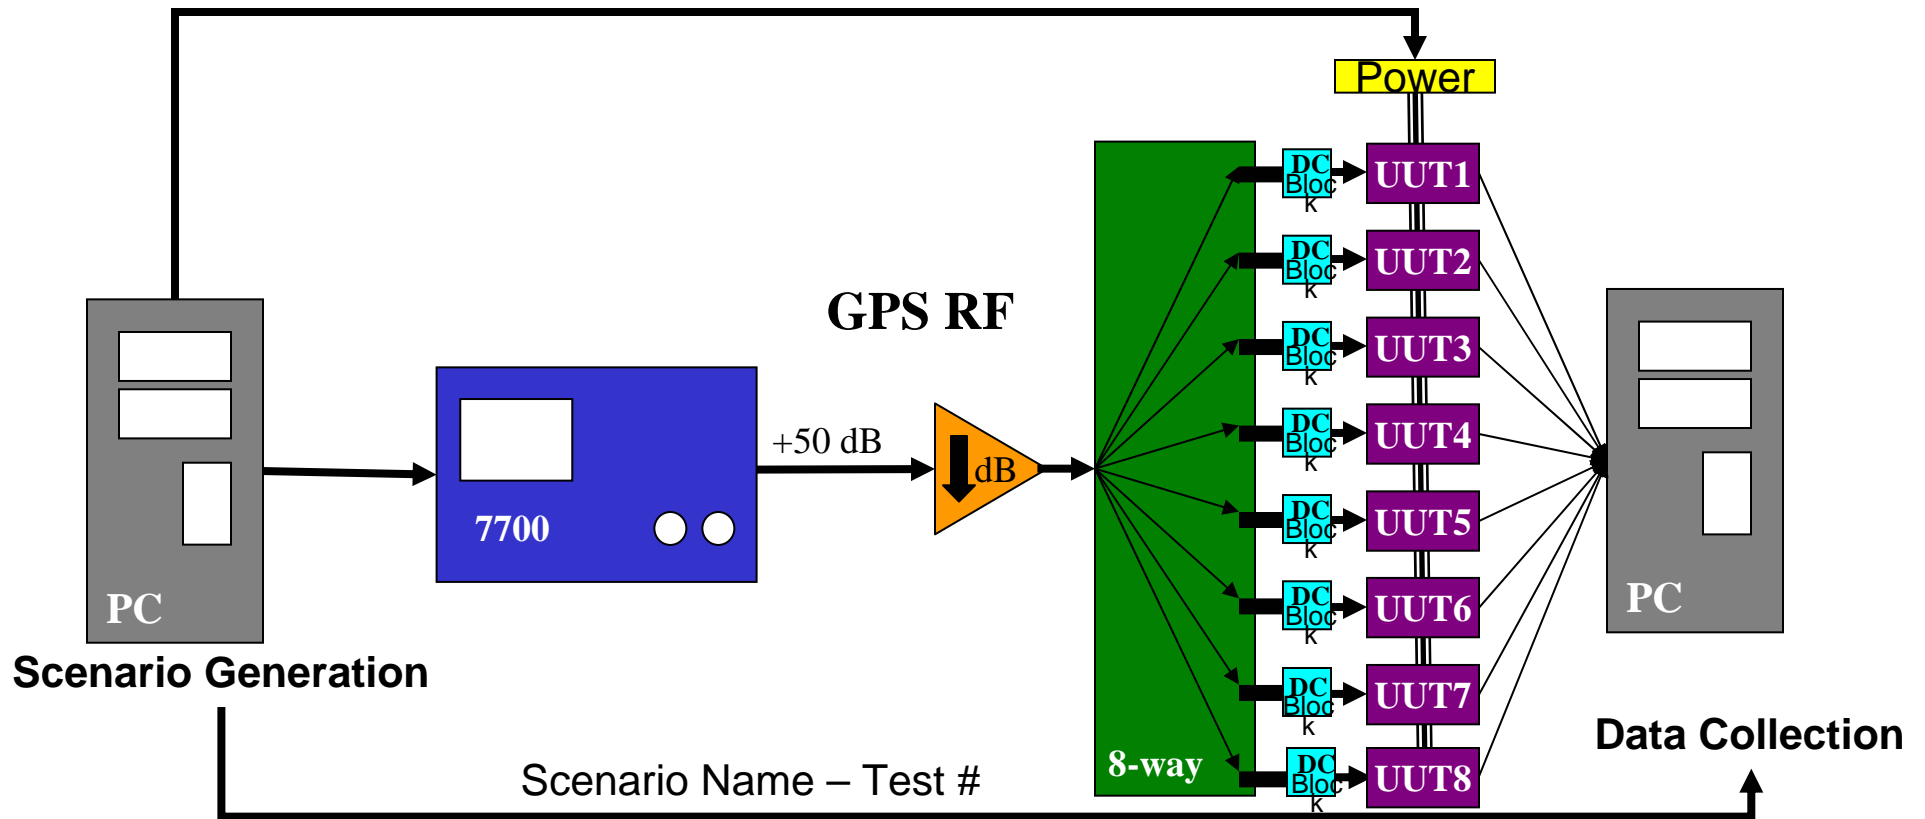 Power
DC
Bloc
k
UUT1
DC
Bloc
k
UUT2
GPS RF
DC
Bloc
k
UUT3
+50 dB
dB
DC
Bloc
k
UUT4
7700
DC
Bloc
k
UUT5
PC
DC
Bloc
k
UUT6
PC
Scenario Generation
DC
Bloc
k
UUT7
Data Collection
8-way
DC
Bloc
k
UUT8
Scenario Name – Test #